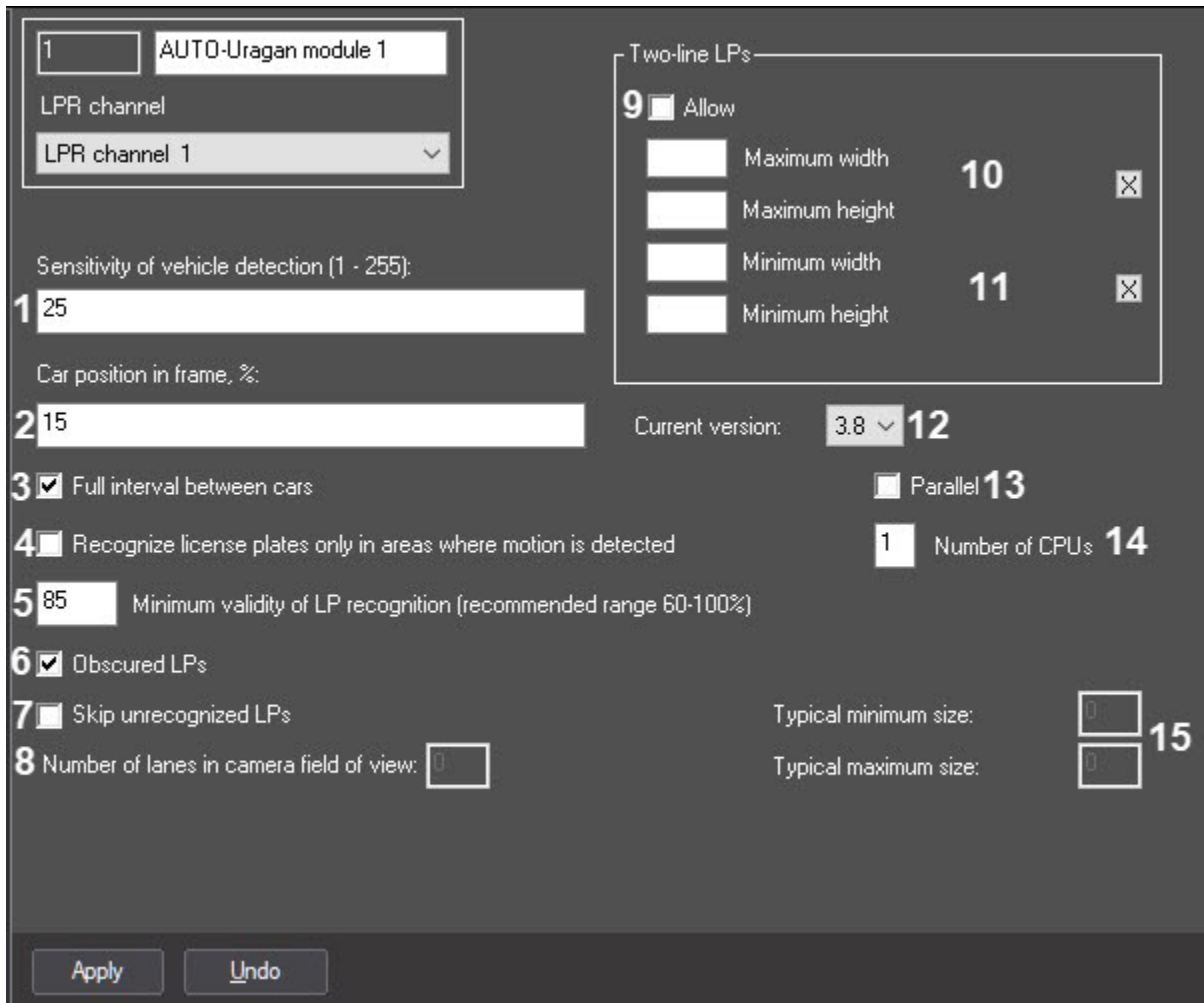 1 AUTO-Uragan module 1
LPR channel
LPR channel 1
Sensitivity of vehicle detection (1 - 255):
1 25
Car position in frame, %:
2 15
3 Full interval between cars
4 Recognize license plates only in areas where motion is detected
5 85 Minimum validity of LP recognition (recommended range 60-100%)
6 Obscured LPs
7 Skip unrecognized LPs
8 Number of lanes in camera field of view: 0
Two-line LPs
9 Allow
Maximum width
10 X
Maximum height
Minimum width
11 X
Minimum height
Current version: 3.8 12
Parallel 13
1 Number of CPUs 14
Typical minimum size: 0
15
Typical maximum size: 0
Apply Undo